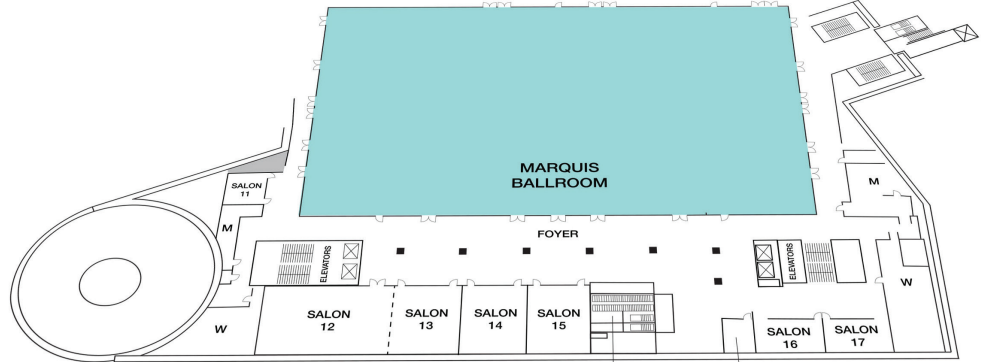 MARQUIS
BALLROOM
SALON
11
M
M
FOYER
ELEVATORS
ELEVATORS
W
W
SALON
12
SALON
13
SALON
14
SALON
15
SALON
16
SALON
17